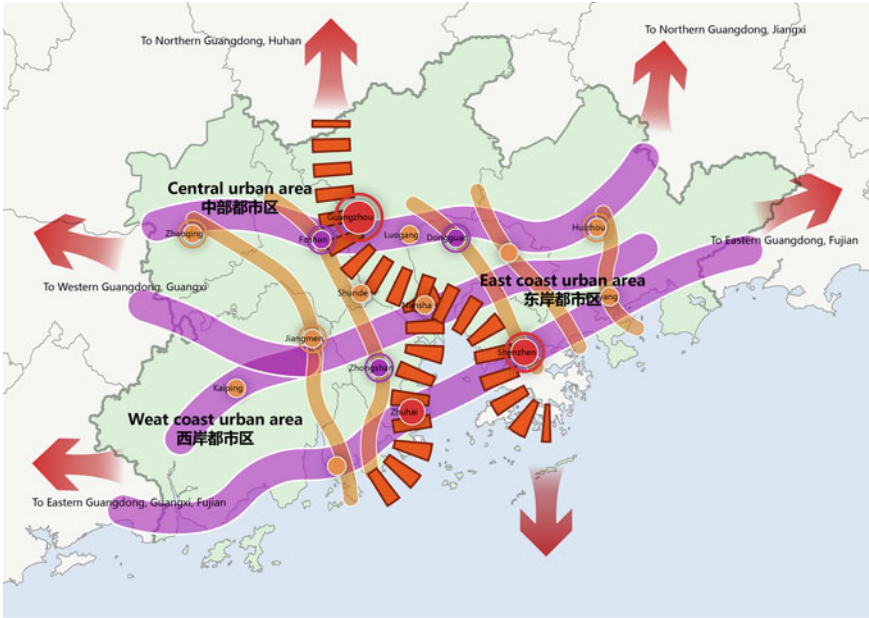 To Northern Guangdong, Jiangxi
To Northern Guangdong, Huhan
Central urban area
中部都市区
Guangzhou
Zhaoqing
Foshan
Luogang
Dongguan
Huizhou
To Eastern Guangdong, Fujian
East coast urban area
东岸都市区
To Western Guangdong, Guangxi
Shunde
Nansha
Jiangmen
Shenzhen
Zhongshan
Kaiping
Zhuhai
Weat coast urban area
西岸都市区
To Eastern Guangdong, Guangxi, Fujian